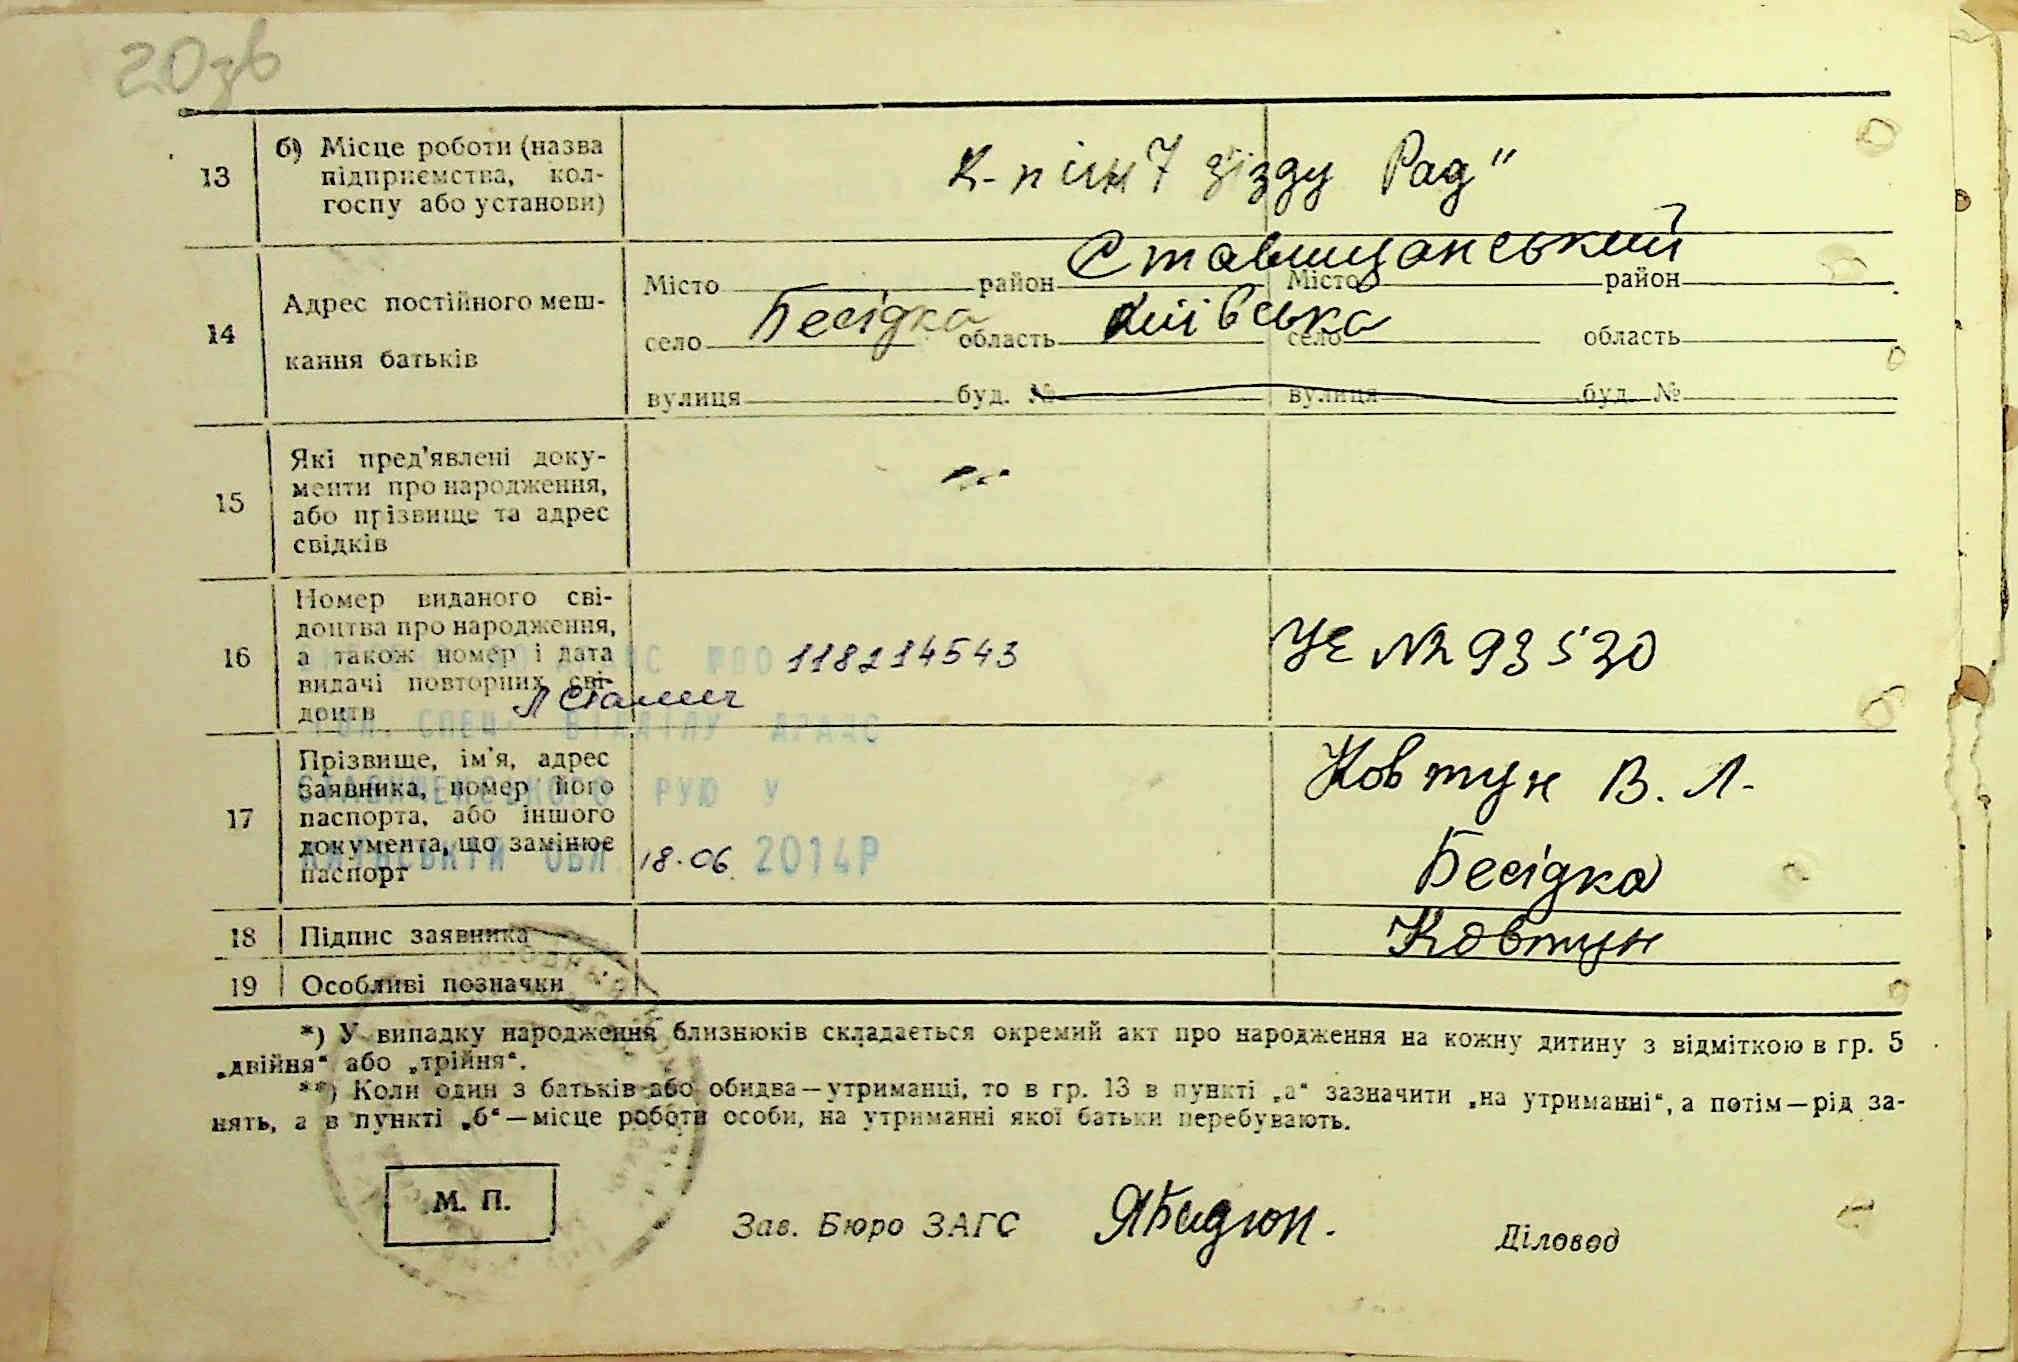 20зв
13 б) Місце роботи (назва
підприємства, кол-
госпу або установи)
7 з'їзду Рад"
14 Адрес постійного меш-
кання батьків
Місто район Ставищанський Місто район
село Бесідка область Київська село область
вулиця буд. № вулиця буд. №
15 Які пред'явлені доку-
менти про народження,
або прізвище та адрес
свідків
16 Номер виданого сві-
доцтва про народження,
а також номер і дата
видачі повторних сві-
доцтв
118214543
УЕ № 93530
СПЕЦ. ВІДДІЛУ ДРАЦС
СТАВИЩЕНСЬКОГО РУЮ У
КИЇВСЬКІЙ ОБЛ. 18.06. 2014Р
17 Прізвище, ім'я, адрес
заявника, номер його
паспорта, або іншого
документа, що замінює
паспорт
Ковтун В. Л.
Бесідка
18 Підпис заявника Ковтун
19 Особливі позначки
*) У випадку народження близнюків складається окремий акт про народження на кожну дитину з відміткою в гр. 5
„двійня“ або „трійня“.
**) Коли один з батьків або обидва—утриманці, то в гр. 13 в пункті „а“ зазначити „на утриманні“, а потім—рід за-
нять, а в пункті „б“—місце роботи особи, на утриманні якої батьки перебувають.
М. П.
Зав. Бюро ЗАГС
Діловод